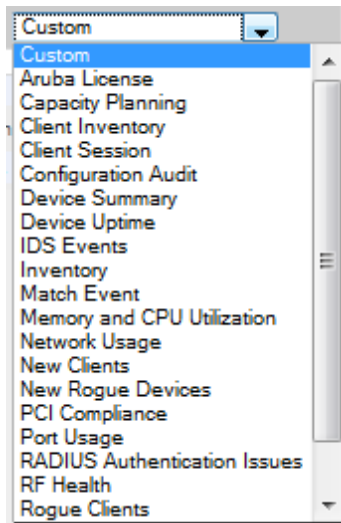 Custom
Custom
Aruba License
Capacity Planning
Client Inventory
Client Session
Configuration Audit
Device Summary
Device Uptime
IDS Events
Inventory
Match Event
Memory and CPU Utilization
Network Usage
New Clients
New Rogue Devices
PCI Compliance
Port Usage
RADIUS Authentication Issues
RF Health
Rogue Clients